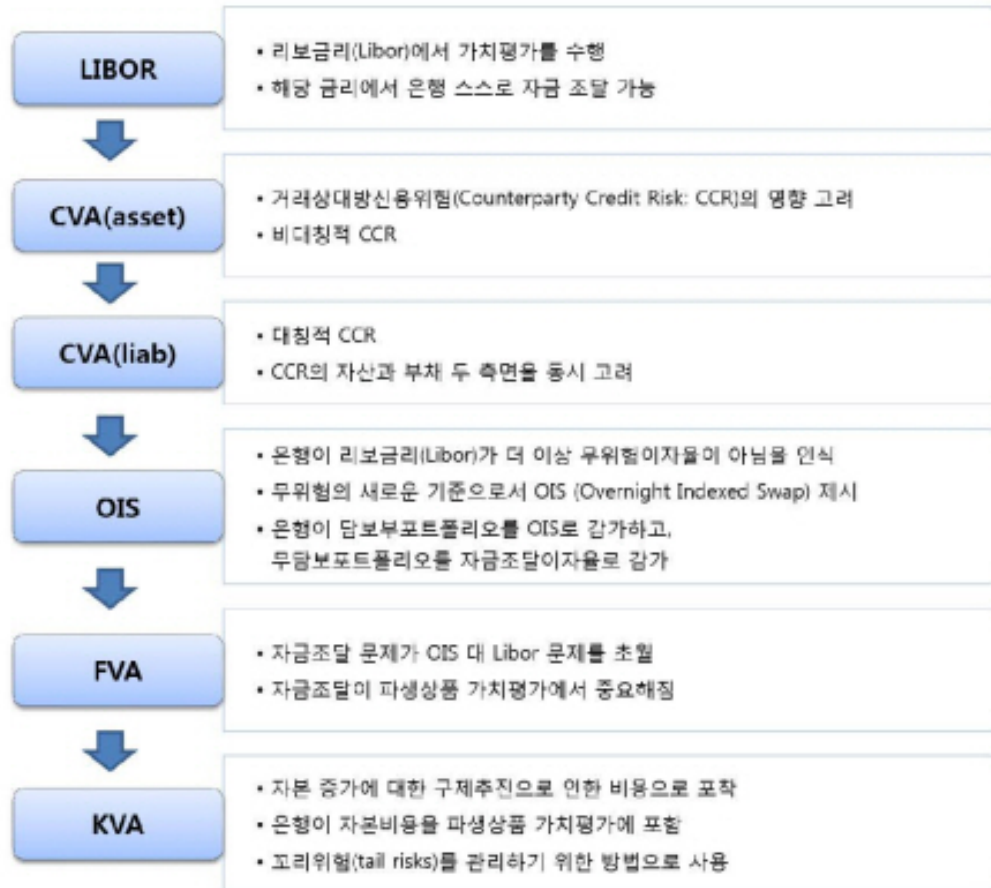 LIBOR
• 리보금리(Libor)에서 가치평가를 수행
• 해당 금리에서 은행 스스로 자금 조달 가능
CVA(asset)
• 거래상대방신용위험(Counterparty Credit Risk: CCR)의 영향 고려
• 비대칭적 CCR
CVA(liab)
• 대칭적 CCR
• CCR의 자산과 부채 두 측면을 동시 고려
OIS
• 은행이 리보금리(Libor)가 더 이상 무위험이자율이 아님을 인식
• 무위험의 새로운 기준으로서 OIS (Overnight Indexed Swap) 제시
• 은행이 담보부포트폴리오를 OIS로 감가하고,
무담보포트폴리오를 자금조달이자율로 감가
FVA
• 자금조달 문제가 OIS 대 Libor 문제를 초월
• 자금조달이 파생상품 가치평가에서 중요해짐
KVA
• 자본 증가에 대한 구제추진으로 인한 비용으로 포착
• 은행이 자본비용을 파생상품 가치평가에 포함
• 꼬리위험(tail risks)를 관리하기 위한 방법으로 사용